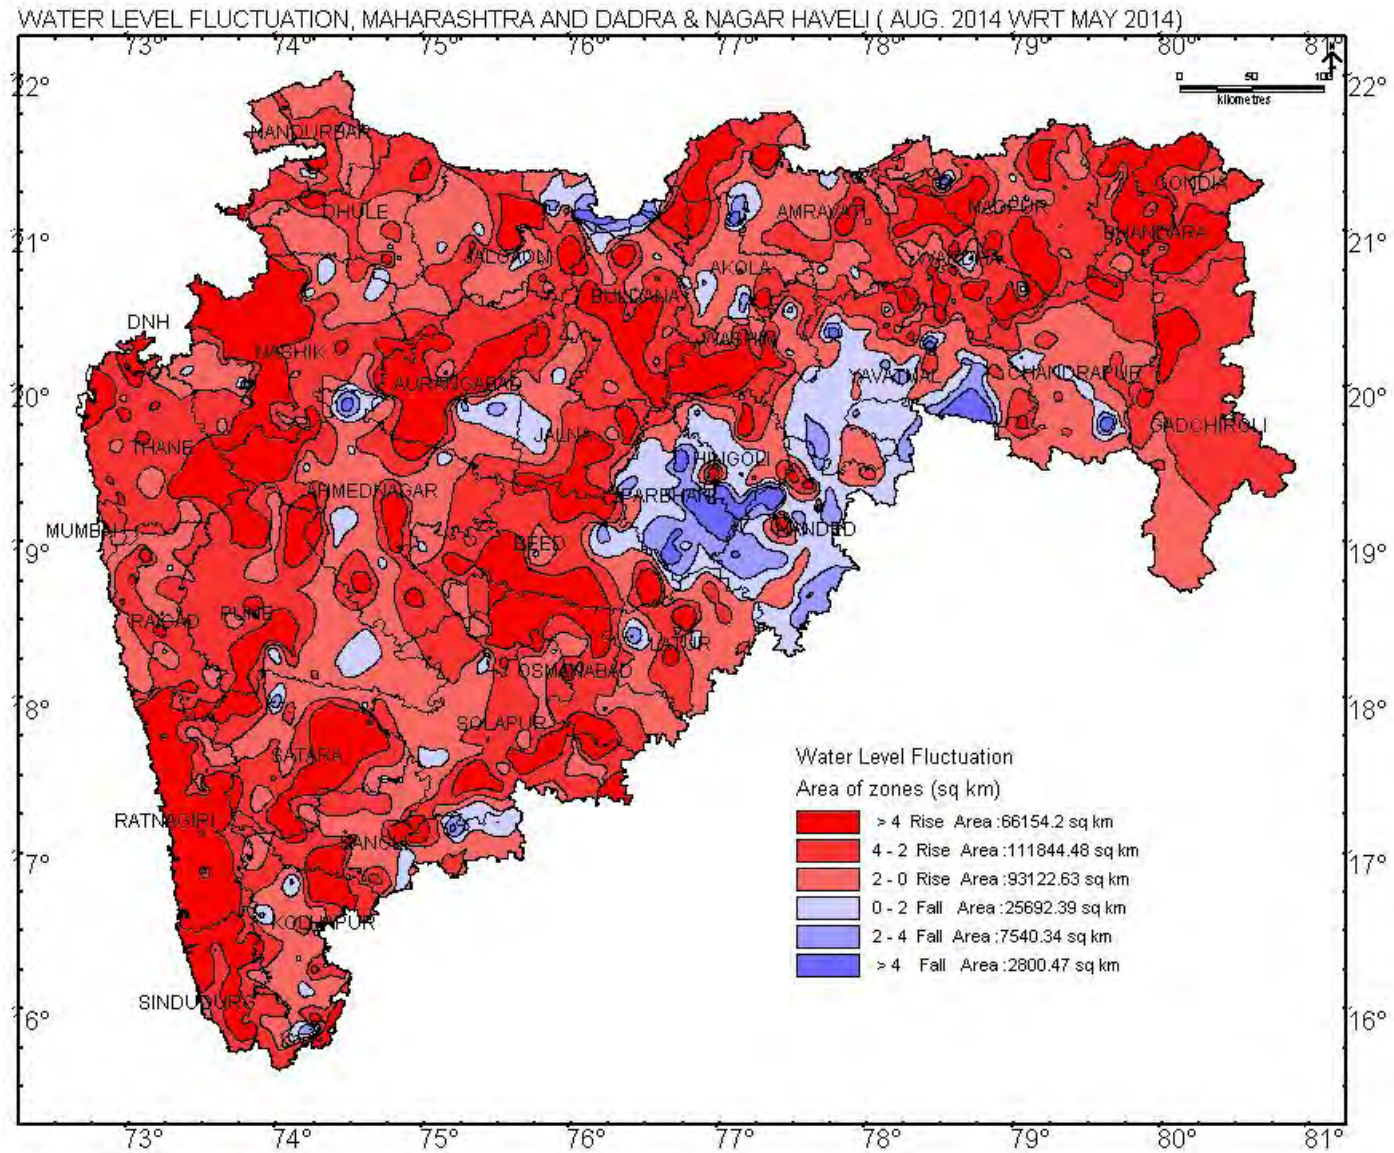 WATER LEVEL FLUCTUATION, MAHARASHTRA AND DADRA & NAGAR HAVELI ( AUG. 2014 WRT MAY 2014)
73° 74° 75° 76° 77° 78° 79° 80° 81°
0 50 100
kilometres
22° 22°
NANDURBAR
GONDIA
DHULE
AMRAVATI
NAGPUR
BHANDARA
21° 21°
JALGAON
AKOLA
WARDHA
BULDANA
DNH
NASHIK
WASHIM
AURANGABAD
YAVATMAL
CHANDRAPUR
20° 20°
GADCHIROLI
THANE
JALNA
HINGOLI
AHMEDNAGAR
PARBHANI
MUMBAI
BEED
NANDED
19° 19°
RAIGAD
PUNE
LATUR
OSMANABAD
18° 18°
SOLAPUR
SATARA
Water Level Fluctuation
Area of zones (sq km)
RATNAGIRI
> 4 Rise Area :66154.2 sq km
SANGLI
4 - 2 Rise Area :111844.48 sq km
17° 17°
2 - 0 Rise Area :93122.63 sq km
0 - 2 Fall Area :25692.39 sq km
KOLHAPUR
2 - 4 Fall Area :7540.34 sq km
> 4 Fall Area :2800.47 sq km
SINDUDURG
16° 16°
73° 74° 75° 76° 77° 78° 79° 80° 81°